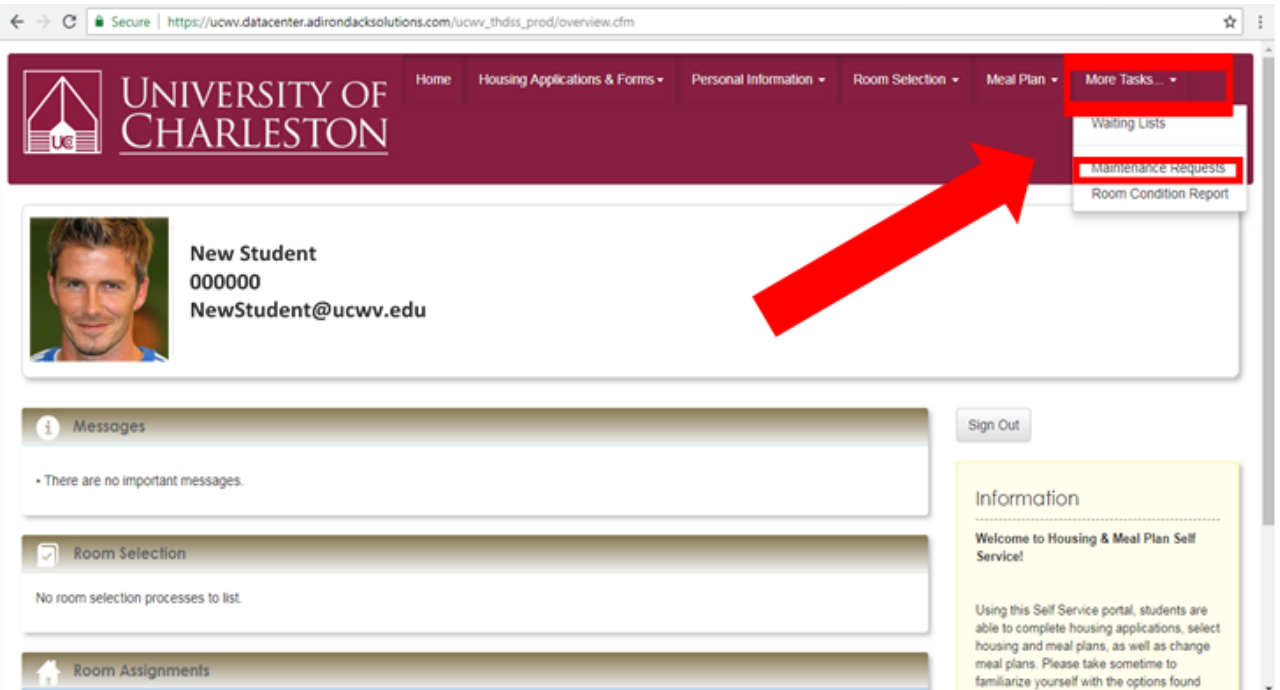 Secure | https://ucwv.datacenter.adirondacksolutions.com/ucwv_thdss_prod/overview.cfm
UNIVERSITY OF
CHARLESTON
UC
Home Housing Applications & Forms Personal Information Room Selection Meal Plan More Tasks...
Waiting Lists
Maintenance Requests
Room Condition Report
New Student
000000
NewStudent@ucwv.edu
Messages
• There are no important messages.
Room Selection
No room selection processes to list.
Room Assignments
Sign Out
Information
Welcome to Housing & Meal Plan Self
Service!
Using this Self Service portal, students are
able to complete housing applications, select
housing and meal plans, as well as change
meal plans. Please take sometime to
familiarize yourself with the options found